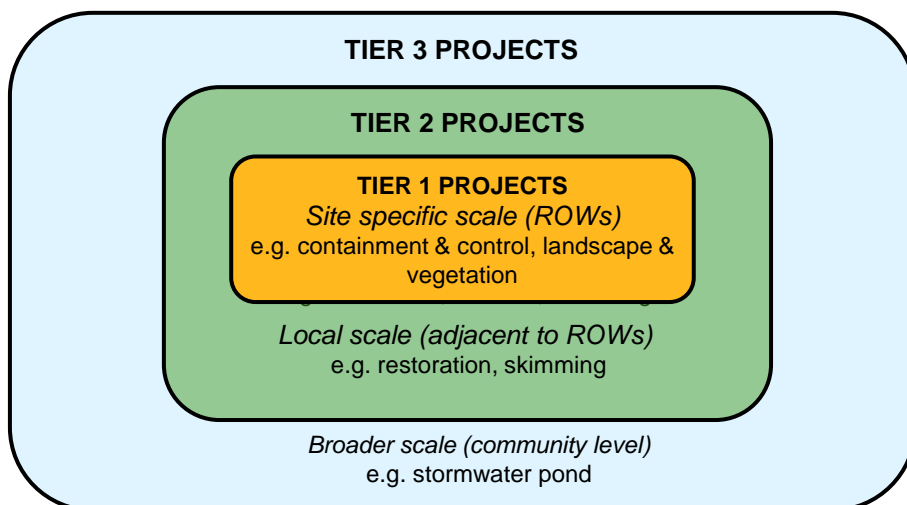 TIER 3 PROJECTS
TIER 2 PROJECTS
TIER 1 PROJECTS
Site specific scale (ROWs)
e.g. containment & control, landscape &
vegetation
Local scale (adjacent to ROWs)
e.g. restoration, skimming
Broader scale (community level)
e.g. stormwater pond